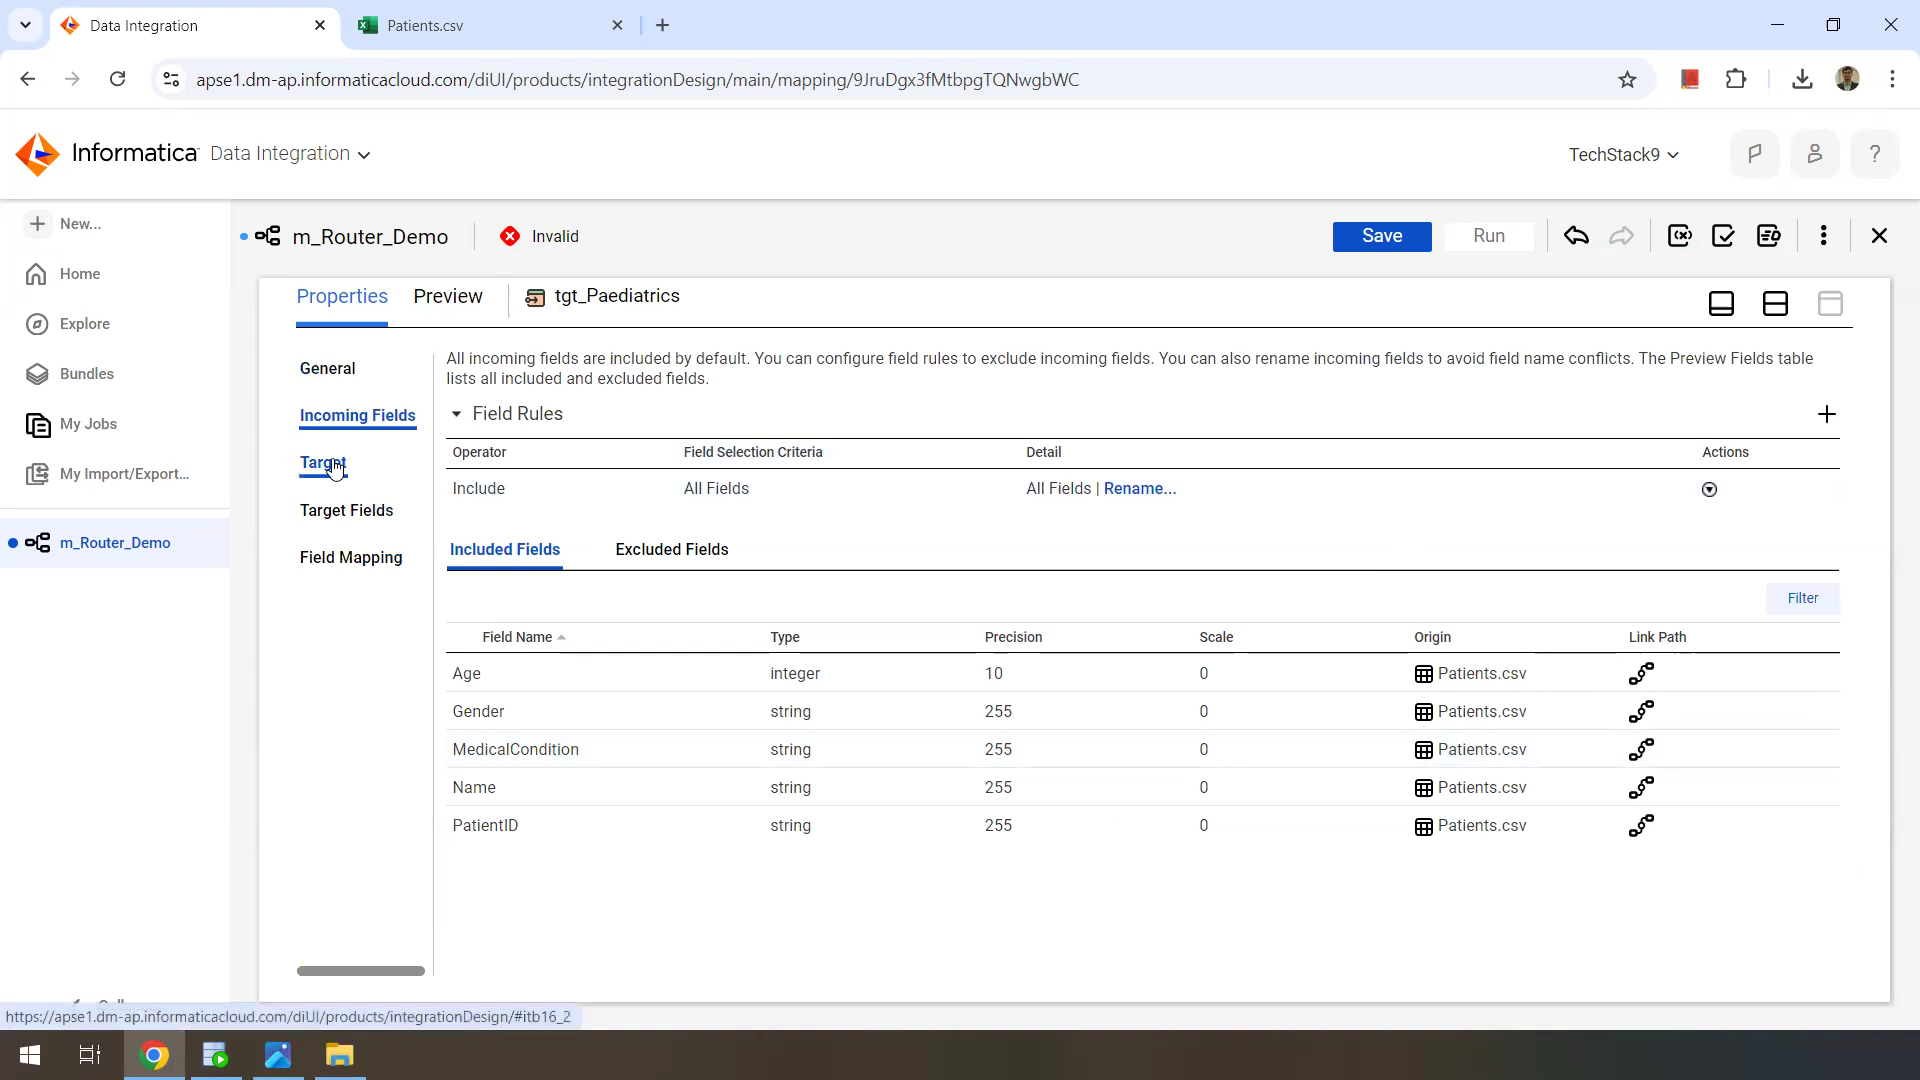 Data Integration
Patients.csv
apse1.dm-ap.informaticacloud.com/diUI/products/integrationDesign/main/mapping/9JruDgx3fMtbpgTQNwgbWC
Informatica Data Integration
TechStack9
?
New...
m_Router_Demo
Invalid
Save
Run
Home
Explore
Bundles
My Jobs
My Import/Export...
m_Router_Demo
Properties
Preview
tgt_Paediatrics
General
Incoming Fields
Target
Target Fields
Field Mapping
All incoming fields are included by default. You can configure field rules to exclude incoming fields. You can also rename incoming fields to avoid field name conflicts. The Preview Fields table
lists all included and excluded fields.
Field Rules
Operator Field Selection Criteria Detail Actions
Include All Fields All Fields | Rename...
Included Fields Excluded Fields
Filter
Field Name Type Precision Scale Origin Link Path
Age integer 10 0 Patients.csv
Gender string 255 0 Patients.csv
MedicalCondition string 255 0 Patients.csv
Name string 255 0 Patients.csv
PatientID string 255 0 Patients.csv
https://apse1.dm-ap.informaticacloud.com/diUI/products/integrationDesign/#itb16_2